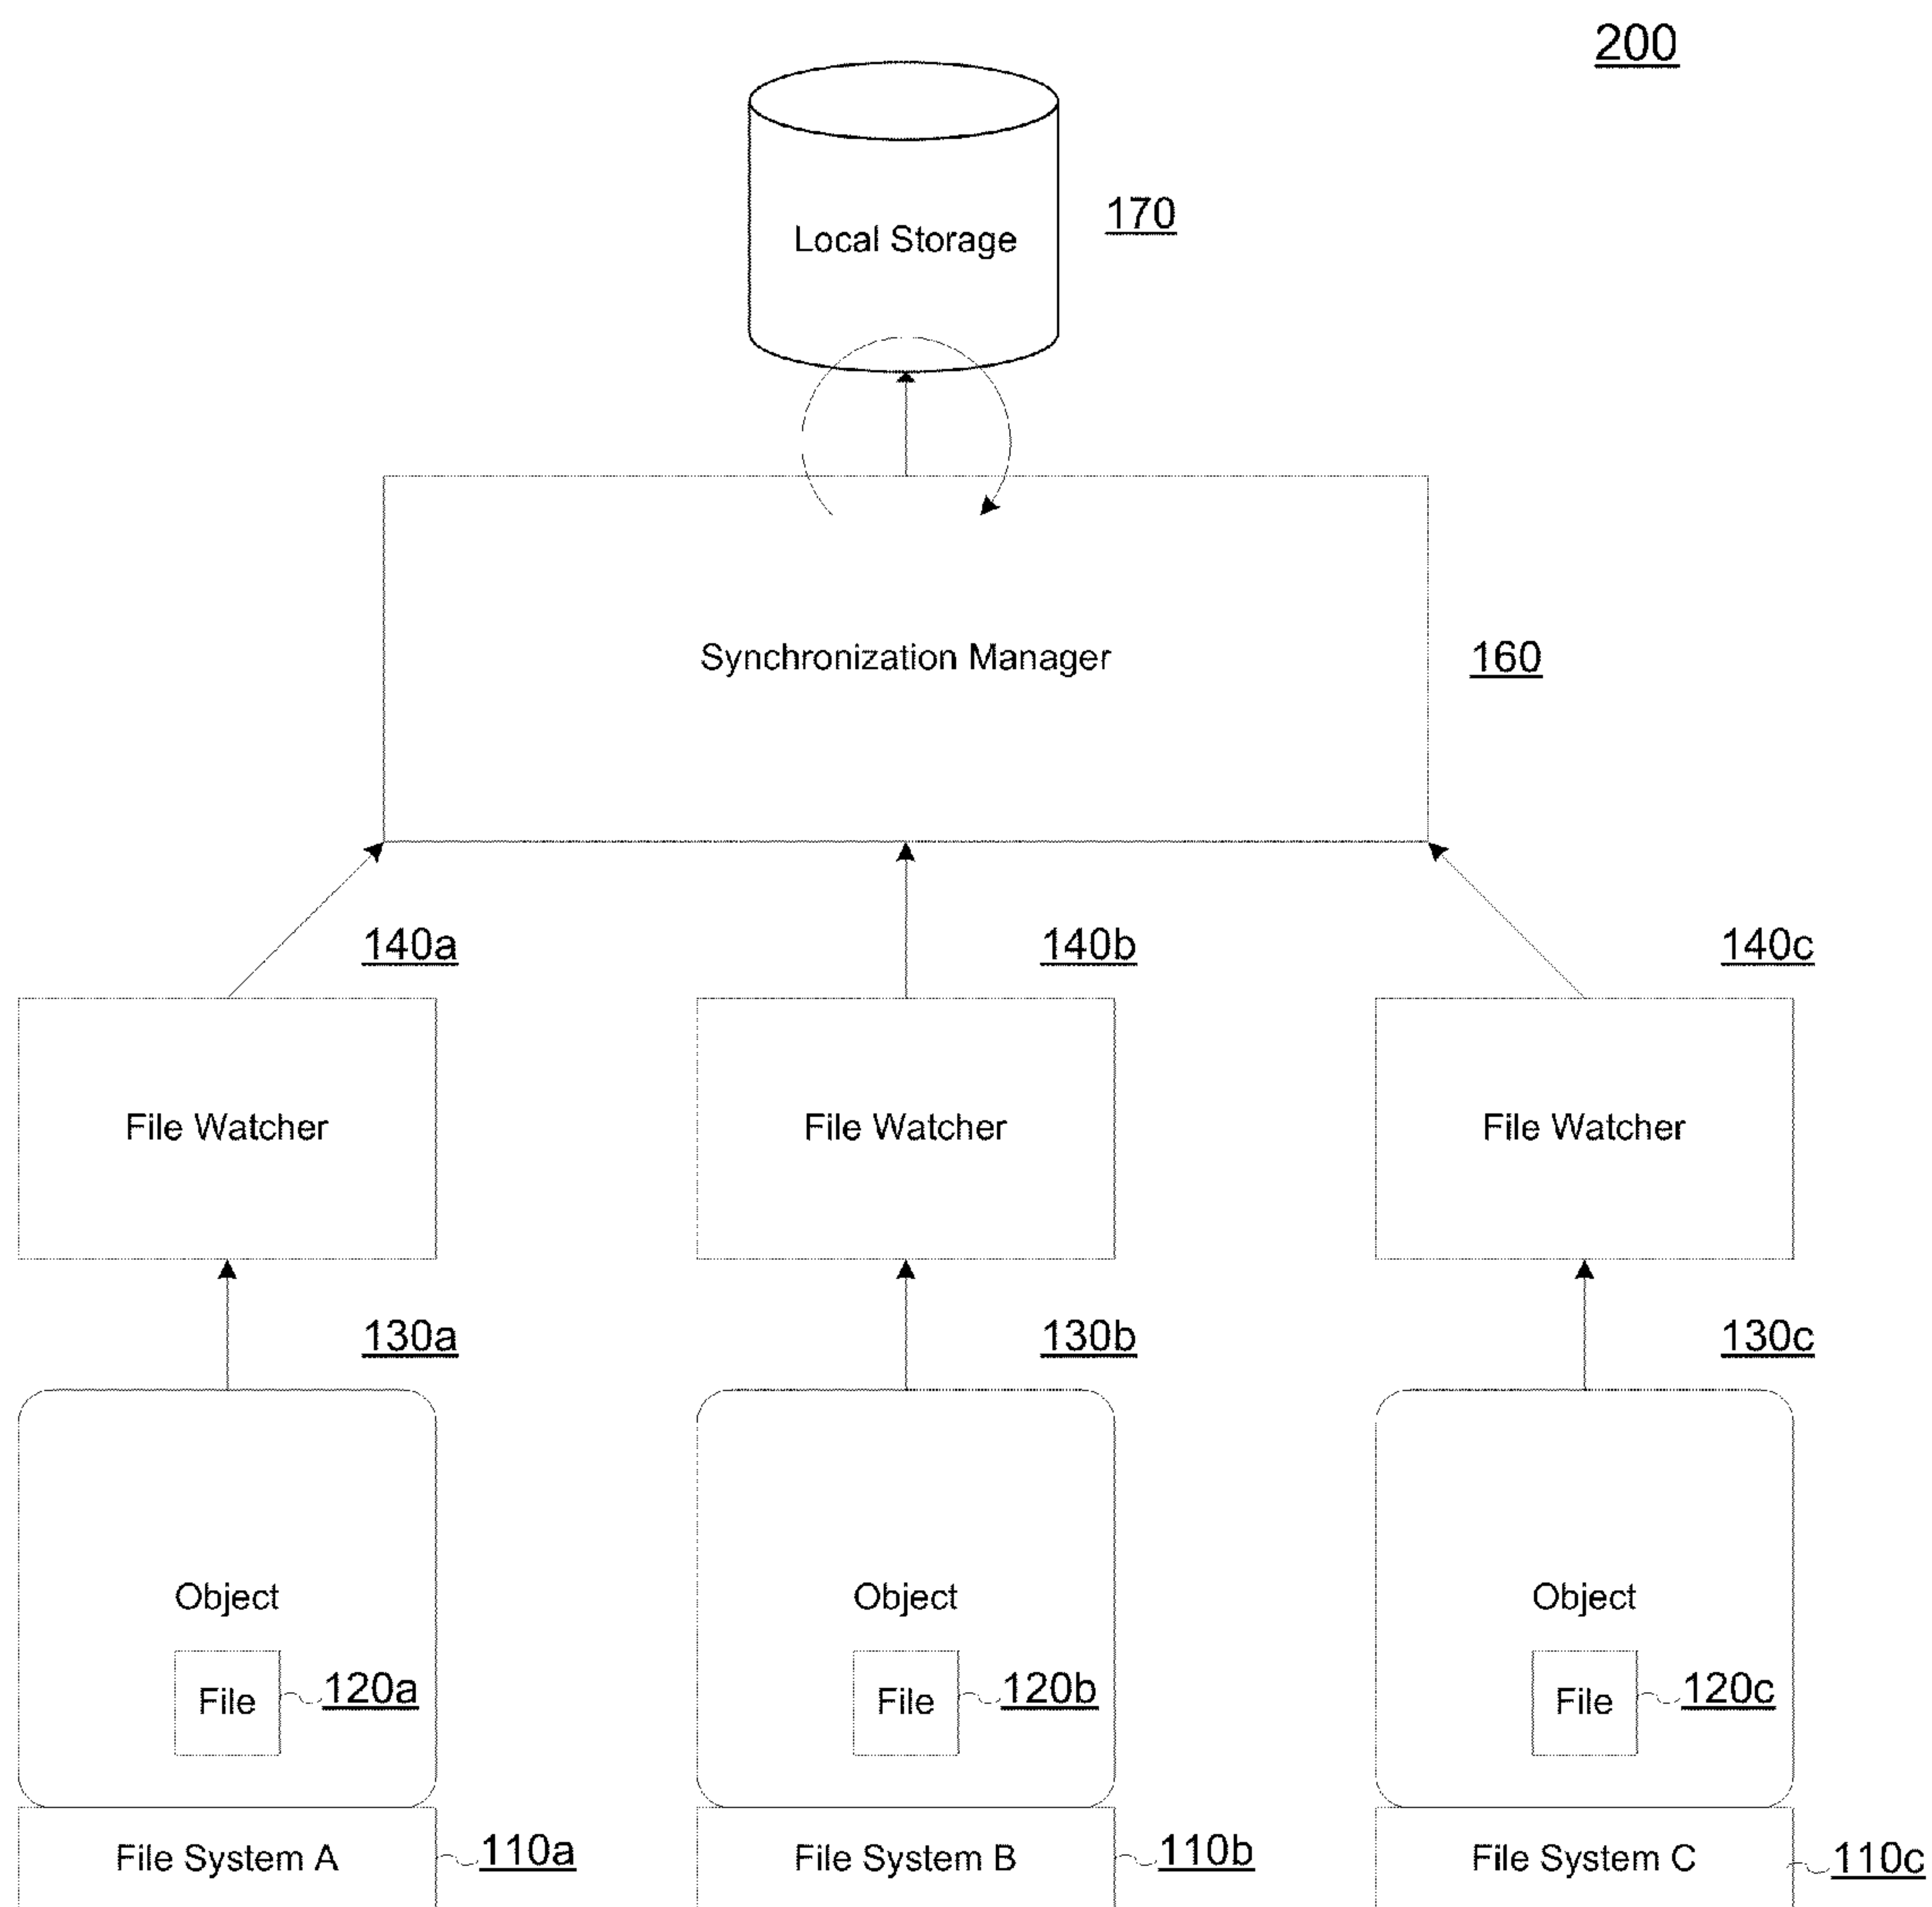 200
Local Storage
170
Synchronization Manager
160
140a
140b
140c
File Watcher
File Watcher
File Watcher
130a
130b
130c
Object
Object
Object
File
120a
File
120b
File
120c
File System A
110a
File System B
110b
File System C
110c